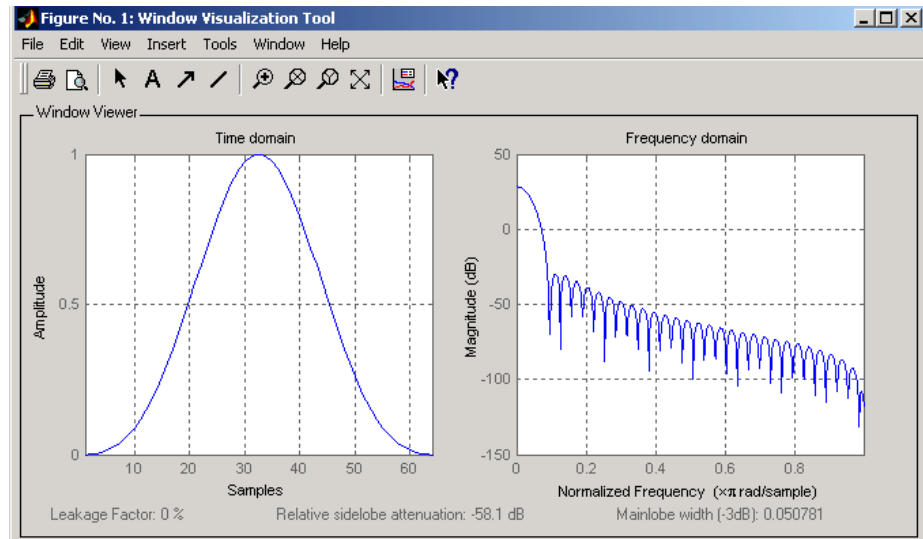 Figure No. 1: Window Visualization Tool
File Edit View Insert Tools Window Help
A
Window Viewer
Time domain
Amplitude
1
0.5
0
10 20 30 40 50 60
Samples
Frequency domain
Magnitude (dB)
50
0
-50
-100
-150
0 0.2 0.4 0.6 0.8
Normalized Frequency (×π rad/sample)
Leakage Factor: 0 % Relative sidelobe attenuation: -58.1 dB Mainlobe width (-3dB): 0.050781